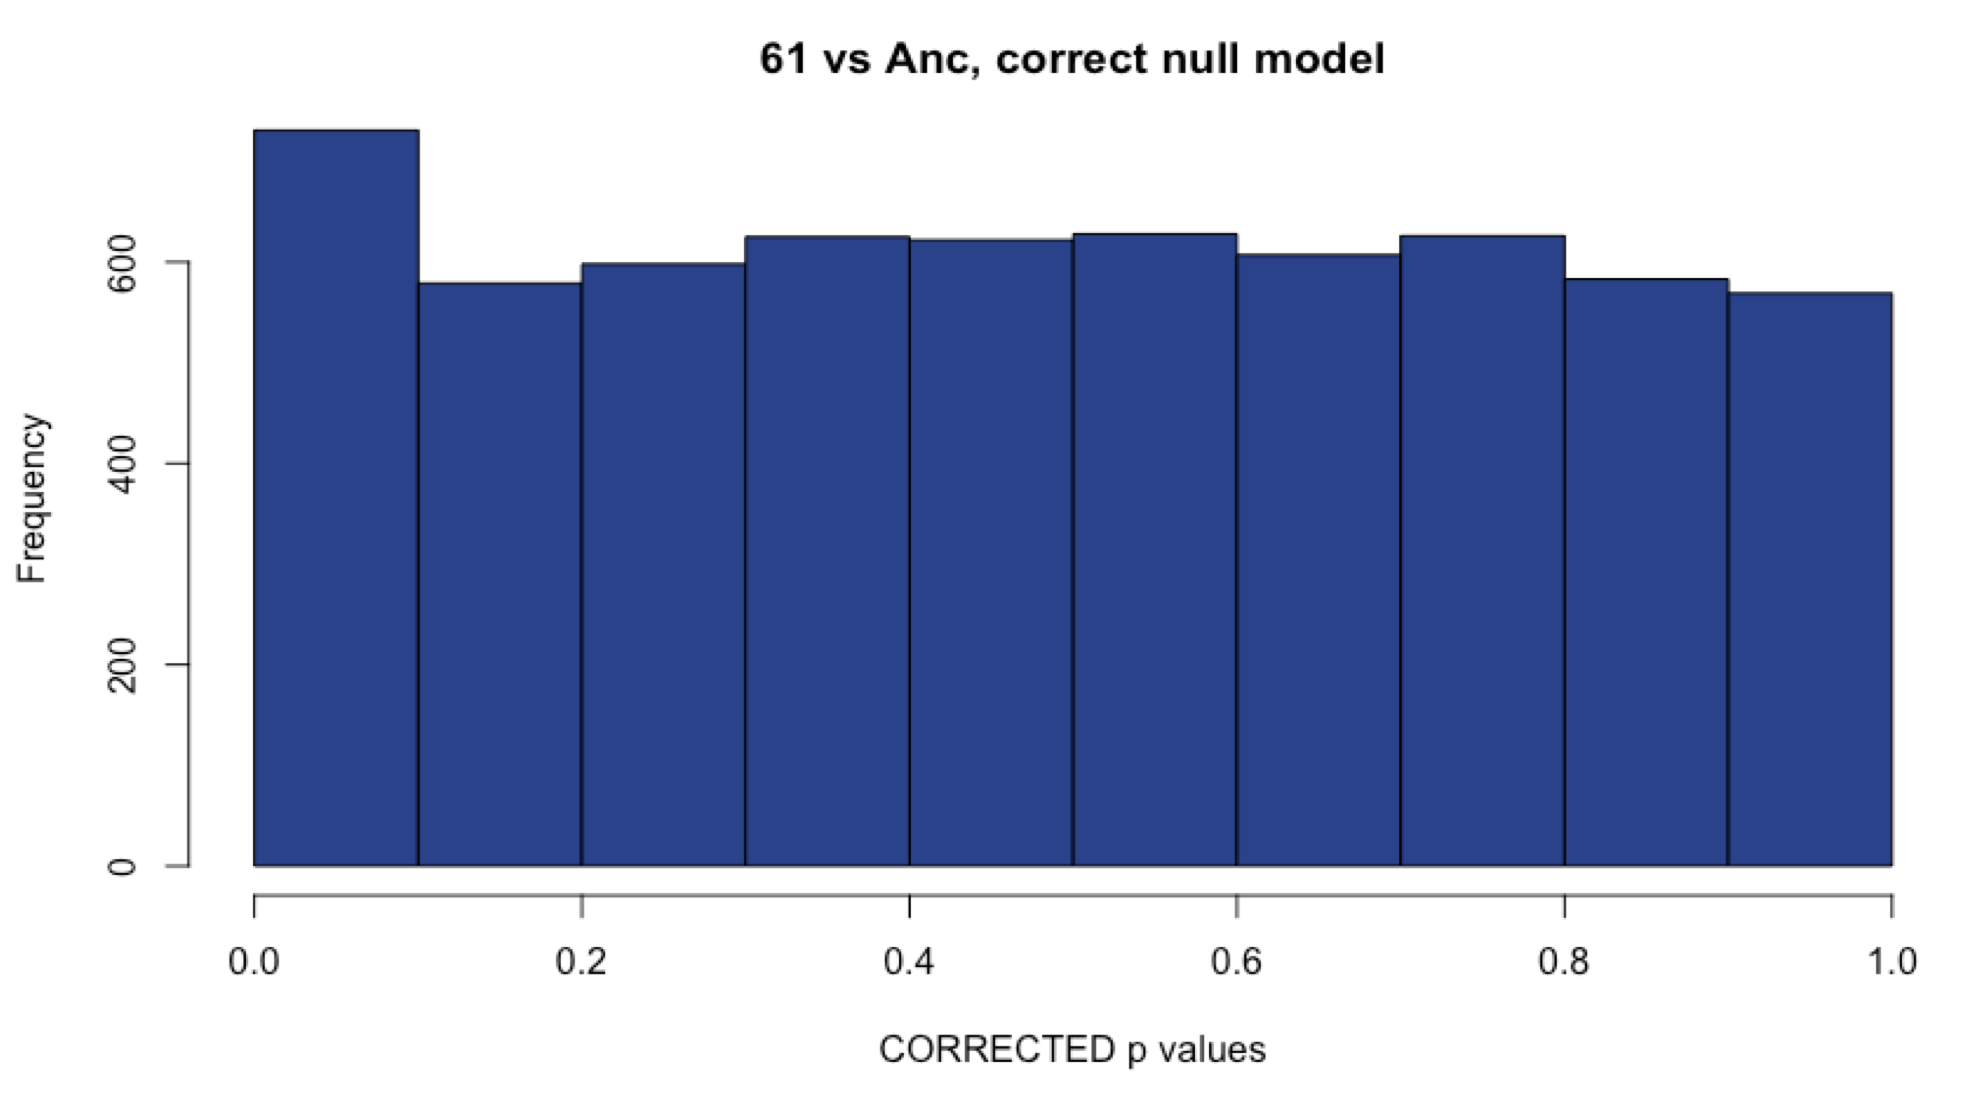 61 vs Anc, correct null model
Frequency
600
400
200
0
0.0 0.2 0.4 0.6 0.8 1.0
CORRECTED p values